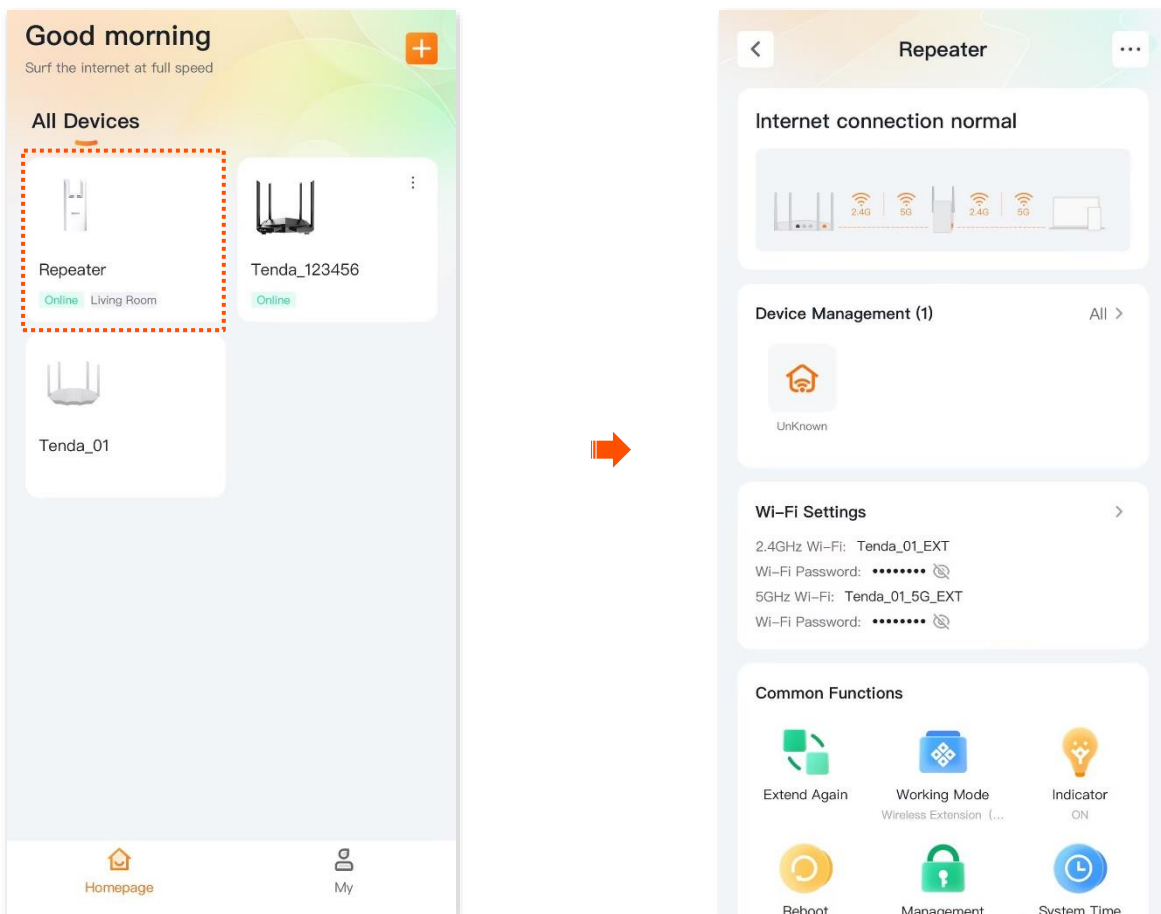 Good morning
Surf the internet at full speed
All Devices
Repeater
Online Living Room
Tenda_123456
Online
Tenda_01
Homepage
My
Repeater
Internet connection normal
2.4G 5G 2.4G 5G
Device Management (1)
All >
UnKnown
Wi-Fi Settings
2.4GHz Wi-Fi: Tenda_01_EXT
Wi-Fi Password: ••••••••
5GHz Wi-Fi: Tenda_01_5G_EXT
Wi-Fi Password: ••••••••
Common Functions
Extend Again
Working Mode
Wireless Extension (...
Indicator
ON
Reboot
Management
System Time